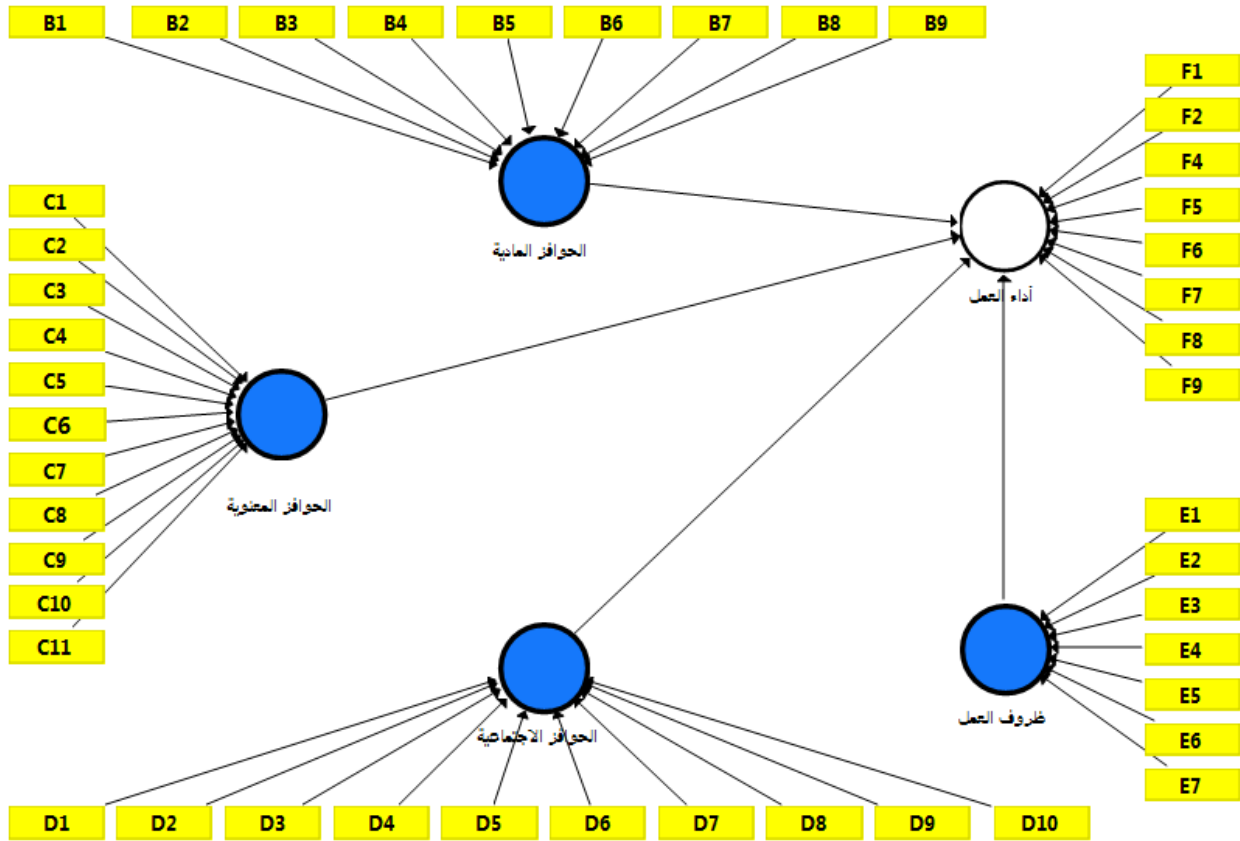 B1
B2
B3
B4
B5
B6
B7
B8
B9
الحوافز المادية
F1
F2
F4
F5
F6
F7
F8
F9
أداء العمل
C1
C2
C3
C4
C5
C6
C7
C8
C9
C10
C11
الحوافز المعنوية
E1
E2
E3
E4
E5
E6
E7
ظروف العمل
الحوافز الاجتماعية
D1
D2
D3
D4
D5
D6
D7
D8
D9
D10